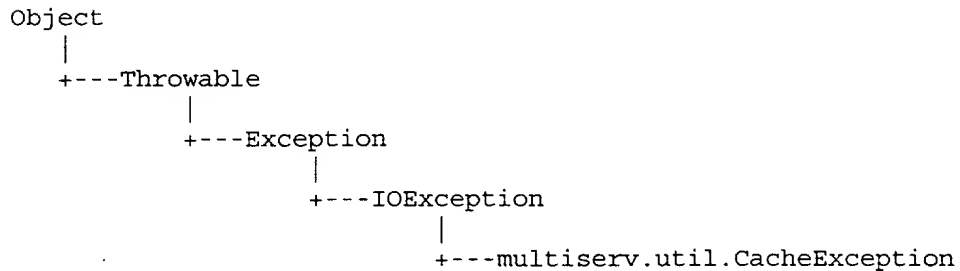 Object
|
+---Throwable
|
+---Exception
|
+---IOException
|
+---multiserv.util.CacheException